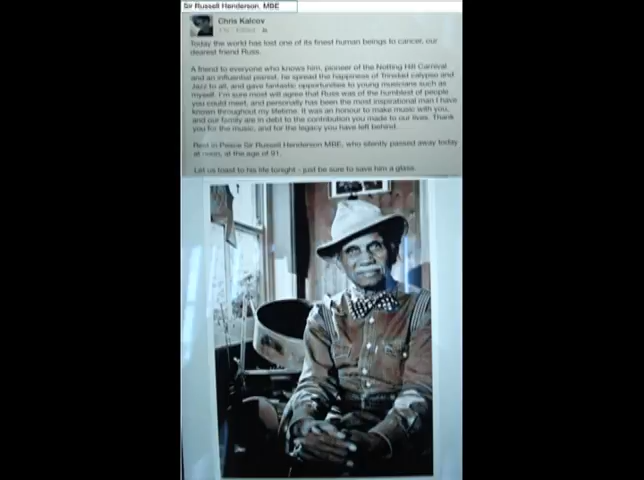 Sir Russell Henderson, MBE
Chris Kalcov
Today the world has lost one of its finest human beings to cancer, our
dearest friend Russ.
A friend to everyone who knows him, pioneer of the Notting Hill Carnival
and an influential pianist, he spread the happiness of Trinidad calypso and
Jazz to all, and gave fantastic opportunities to young musicians such as
myself. I'm sure most will agree that Russ was of the humblest of people
you could meet, and personally has been the most inspirational man I have
known throughout my lifetime. It was an honour to make music with you,
and our family are in debt to the contribution you made to our lives. Thank
you for the music, and for the legacy you have left behind.
Rest in Peace Sir Russell Henderson MBE, who silently passed away today
at noon, at the age of 91.
Let us toast to his life tonight - just be sure to save him a glass.